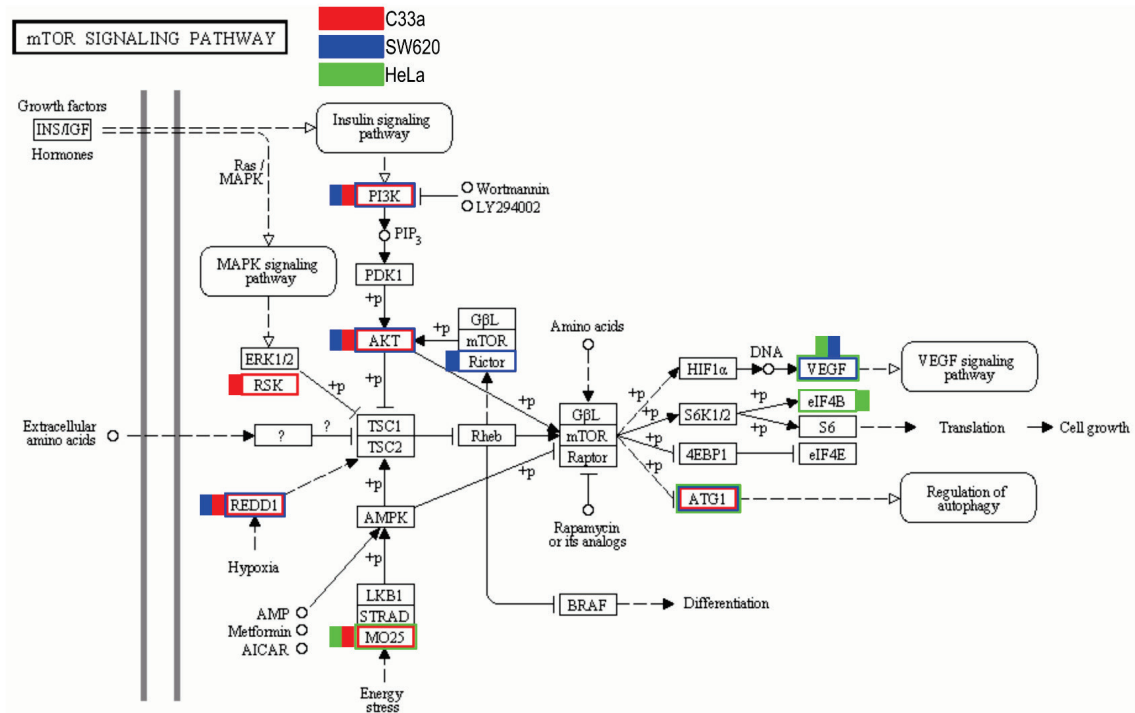 mTOR SIGNALING PATHWAY
C33a
SW620
HeLa
Growth factors
INS/IGF
Hormones
Ras /
MAPK
Insulin signaling
pathway
PI3K
Wortmannin
LY294002
PIP3
MAPK signaling
pathway
PDK1
+p
+p
AKT
GβL
mTOR
Rictor
Amino acids
ERK1/2
RSK
+p
+p
+p
HIF1α
DNA
VEGF
VEGF signaling
pathway
eIF4B
Extracellular
amino acids
?
?
TSC1
TSC2
Rheb
GβL
mTOR
Raptor
+p
+p
+p
+p
S6K1/2
+p
+p
S6
Translation
Cell growth
4EBP1
eIF4E
+p
+p
REDD1
AMPK
ATG1
Regulation of
autophagy
Hypoxia
+p
Rapamycin
or its analogs
AMP
Metformin
AICAR
LKB1
STRAD
MO25
BRAF
Differentiation
Energy
stress